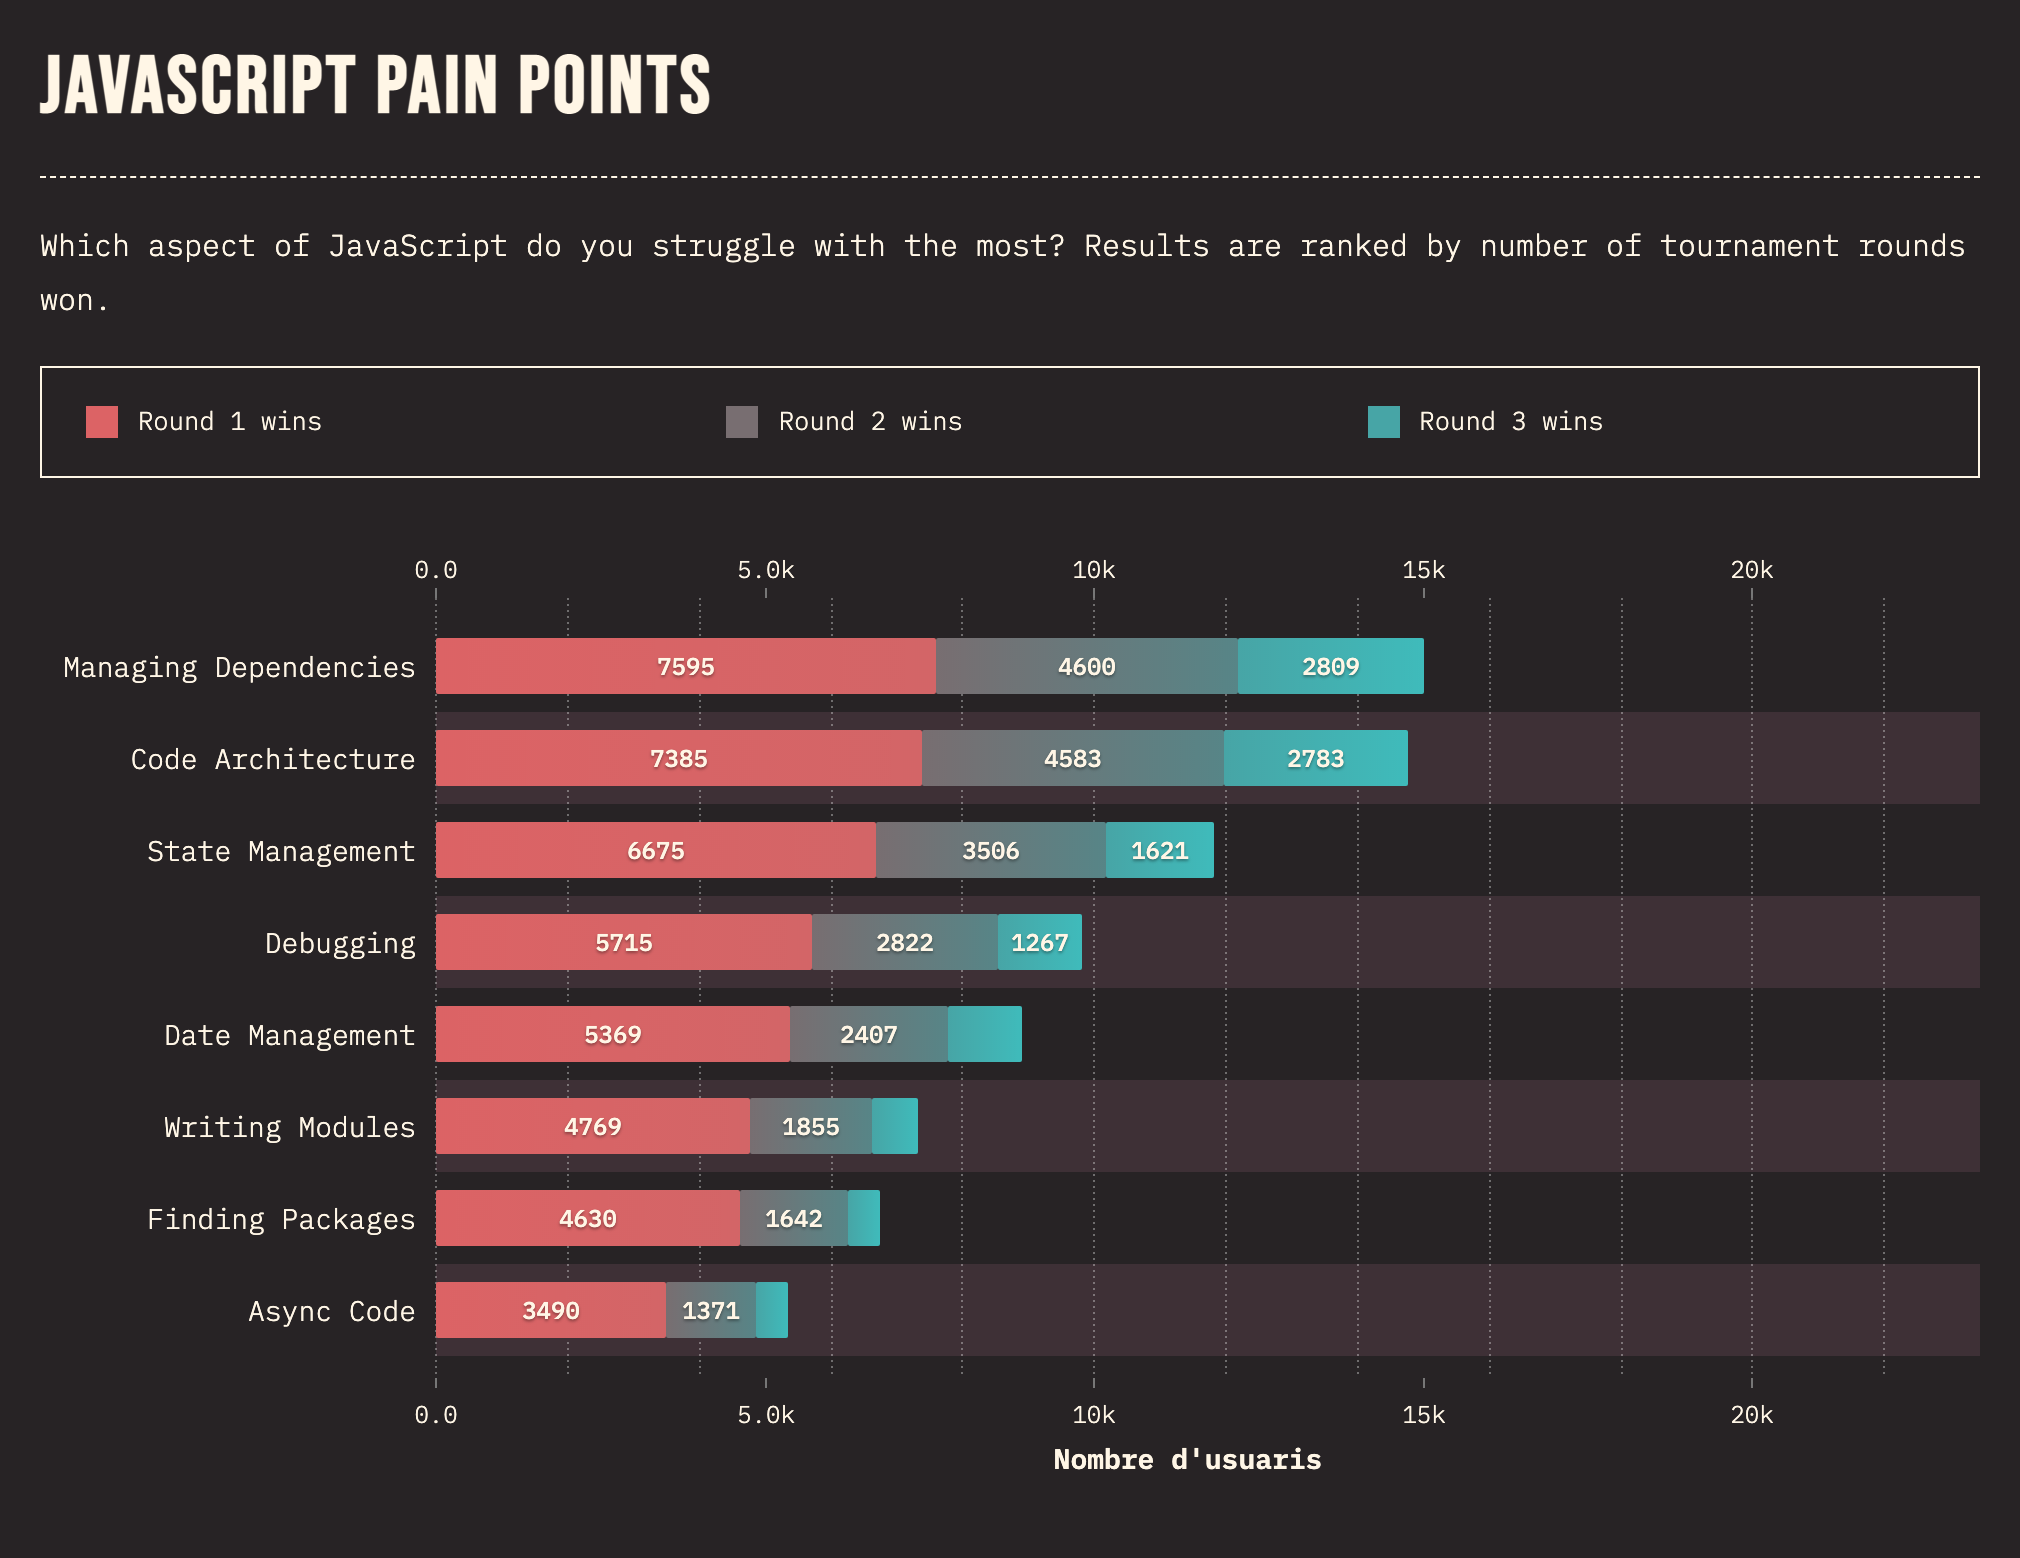 JAVASCRIPT PAIN POINTS
Which aspect of JavaScript do you struggle with the most? Results are ranked by number of tournament rounds
won.
Round 1 wins Round 2 wins Round 3 wins
0.0 5.0k 10k 15k 20k
Managing Dependencies 7595 4600 2809
Code Architecture 7385 4583 2783
State Management 6675 3506 1621
Debugging 5715 2822 1267
Date Management 5369 2407
Writing Modules 4769 1855
Finding Packages 4630 1642
Async Code 3490 1371
0.0 5.0k 10k 15k 20k
Nombre d'usuaris